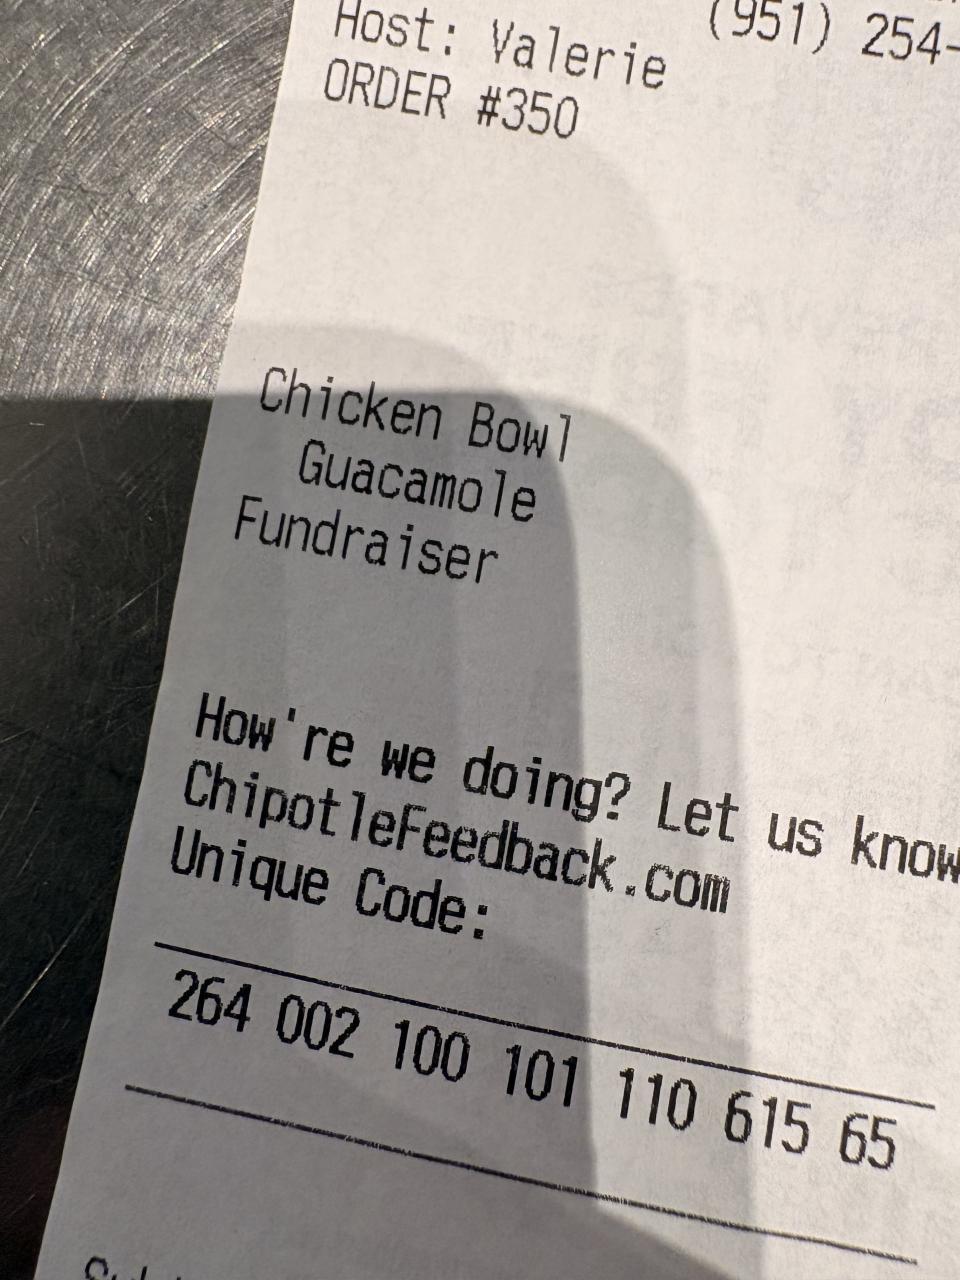 (951) 254-
Host: Valerie
ORDER #350
Chicken Bowl
Guacamole
Fundraiser
How're we doing? Let us know
ChipotleFeedback.com
Unique Code:
264 002 100 101 110 615 65